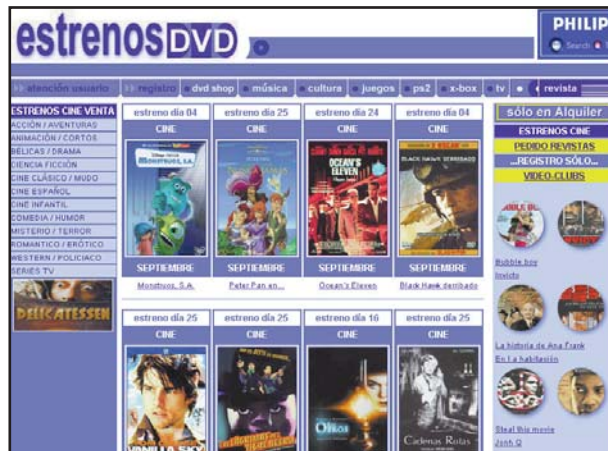 estrenos DVD
PHILIP
Search
atención usuario
registro
dvd shop
música
cultura
juegos
ps2
x-box
tv
revista
ESTRENOS CINE VENTA
ACCIÓN / AVENTURAS
ANIMACIÓN / CORTOS
BÉLICAS / DRAMA
CIENCIA FICCIÓN
CINE CLÁSICO / MUDO
CINE ESPAÑOL
CINE INFANTIL
COMEDIA / HUMOR
MISTERIO / TERROR
ROMANTICO / ERÓTICO
WESTERN / POLICIACO
SERIES TV
DELICATESSEN
estreno día 04
CINE
MONSTRUOS, S.A.
SEPTIEMBRE
Monstruos, S.A.
estreno día 25
CINE
SEPTIEMBRE
Peter Pan en...
estreno día 24
CINE
OCEAN'S
ELEVEN
SEPTIEMBRE
Ocean's Eleven
estreno día 04
CINE
BLACK HAWK DERRIBADO
SEPTIEMBRE
Black Hawk derribado
estreno día 25
CINE
VANILLA SKY
estreno día 25
CINE
estreno día 16
CINE
Otros
estreno día 25
CINE
Cadenas Rotas
sólo en Alquiler
ESTRENOS CINE
PEDIDO REVISTAS
...REGISTRO SÓLO...
VIDEO-CLUBS
Bubble boy
Invicto
La historia de Ana Frank
En la habitación
Steal this movie
Jonh Q